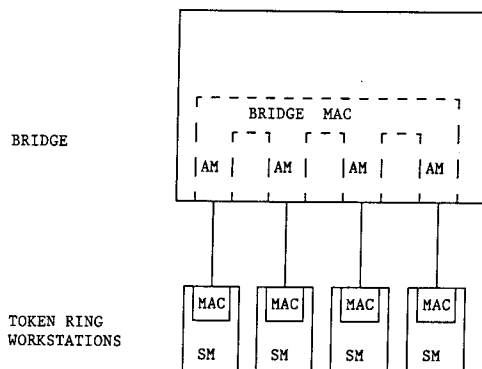 BRIDGE MAC
BRIDGE
AM AM AM AM
MAC MAC MAC MAC
TOKEN RING
WORKSTATIONS
SM SM SM SM